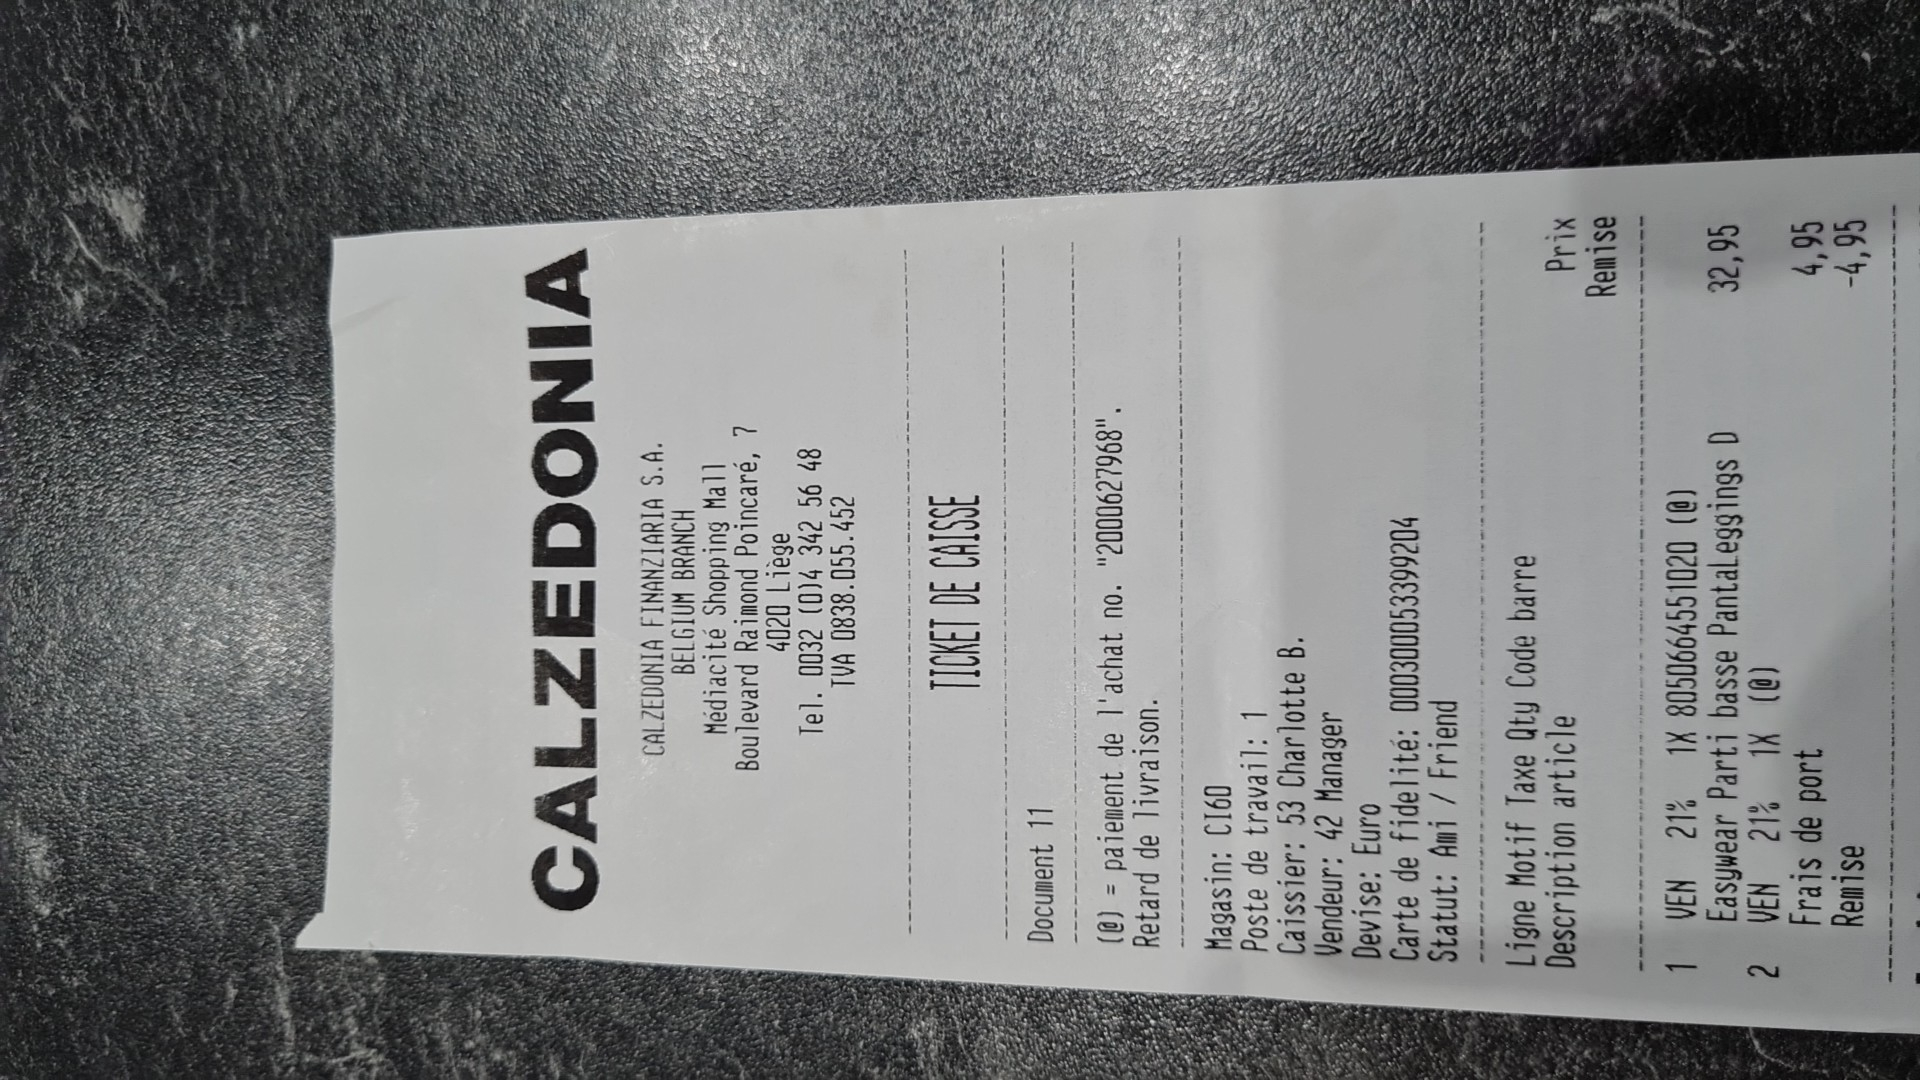 CALZEDONIA
CALZEDONIA FINANZIARIA S.A.
BELGIUM BRANCH
Médiacité Shopping Mall
Boulevard Raimond Poincaré, 7
4020 Liège
Tel. 0032 (0)4 342 56 48
TVA 0838.055.452
TICKET DE CAISSE
Document 11
(@) = paiement de l'achat no. "2000627968".
Retard de livraison.
Magasin: CI60
Poste de travail: 1
Caissier: 53 Charlotte B.
Vendeur: 42 Manager
Devise: Euro
Carte de fidelité: 0003000053399204
Statut: Ami / Friend
Ligne Motif Taxe Qty Code barre Prix
Description article Remise
1 VEN 21% 1X 8050664551020 (@)
Easywear Parti basse PantaLeggings D 32,95
2 VEN 21% 1X (@)
Frais de port 4,95
Remise -4,95